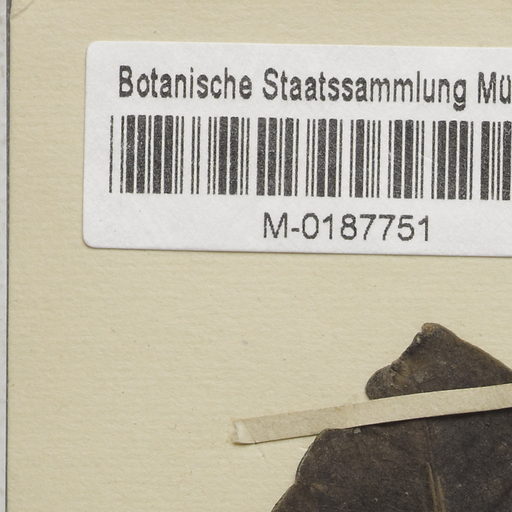 Botanische Staatssammlung Mü
M-0187751